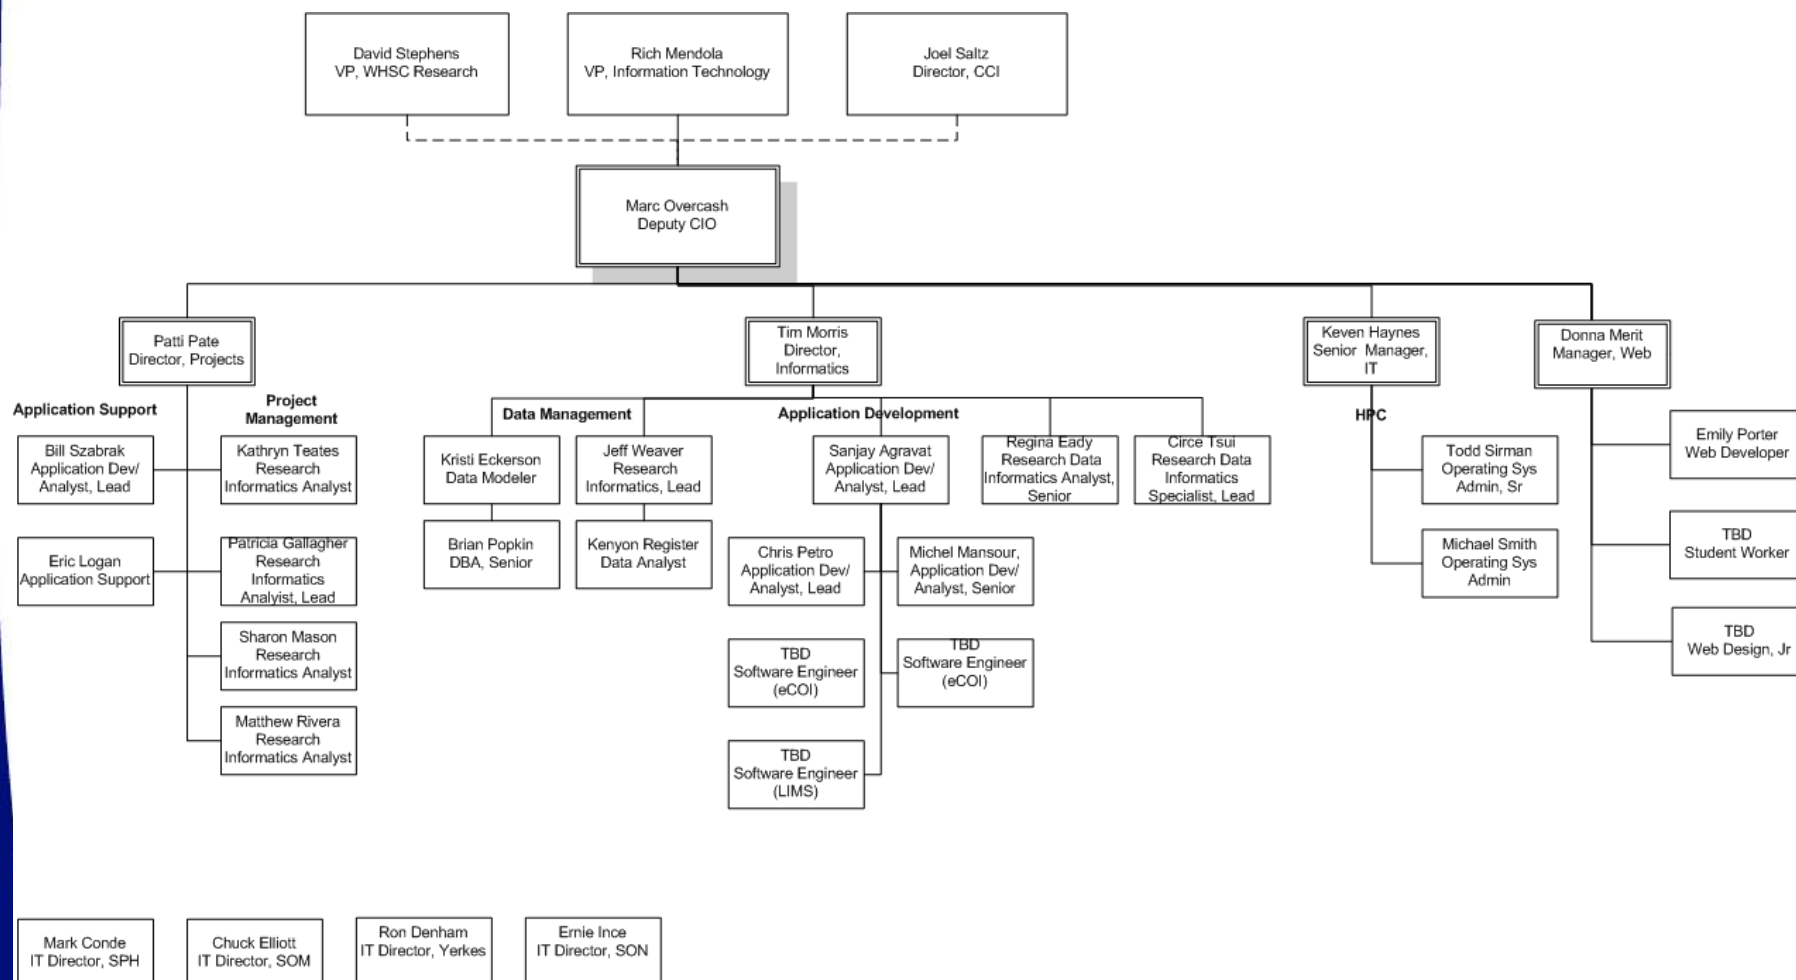 David Stephens
VP, WHSC Research
Rich Mendola
VP, Information Technology
Joel Saltz
Director, CCI
Marc Overcash
Deputy CIO
Patti Pate
Director, Projects
Tim Morris
Director,
Informatics
Keven Haynes
Senior Manager,
IT
Donna Merit
Manager, Web
Application Support
Project
Management
Data Management
Application Development
HPC
Bill Szabrak
Application Dev/
Analyst, Lead
Kathryn Teates
Research
Informatics Analyst
Kristi Eckerson
Data Modeler
Jeff Weaver
Research
Informatics, Lead
Sanjay Agravat
Application Dev/
Analyst, Lead
Regina Eady
Research Data
Informatics Analyst,
Senior
Circe Tsui
Research Data
Informatics
Specialist, Lead
Todd Sirman
Operating Sys
Admin, Sr
Emily Porter
Web Developer
Eric Logan
Application Support
Patricia Gallagher
Research
Informatics
Analyist, Lead
Brian Popkin
DBA, Senior
Kenyon Register
Data Analyst
Chris Petro
Application Dev/
Analyst, Lead
Michel Mansour,
Application Dev/
Analyst, Senior
Michael Smith
Operating Sys
Admin
TBD
Student Worker
Sharon Mason
Research
Informatics Analyst
TBD
Software Engineer
(eCOI)
TBD
Software Engineer
(eCOI)
TBD
Web Design, Jr
Matthew Rivera
Research
Informatics Analyst
TBD
Software Engineer
(LIMS)
Mark Conde
IT Director, SPH
Chuck Elliott
IT Director, SOM
Ron Denham
IT Director, Yerkes
Ernie Ince
IT Director, SON